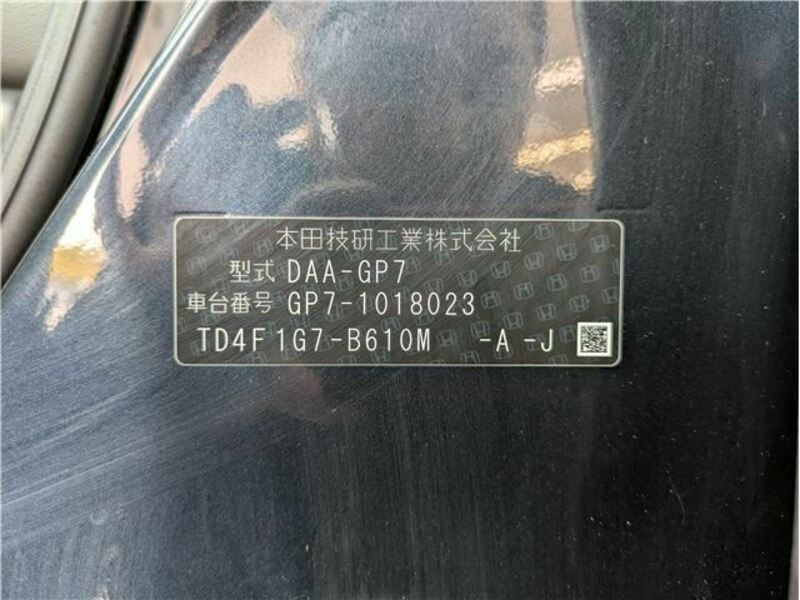 本田技研工業株式会社
型式 DAA-GP7
車台番号 GP7-1018023
TD4F1G7-B610M -A-J